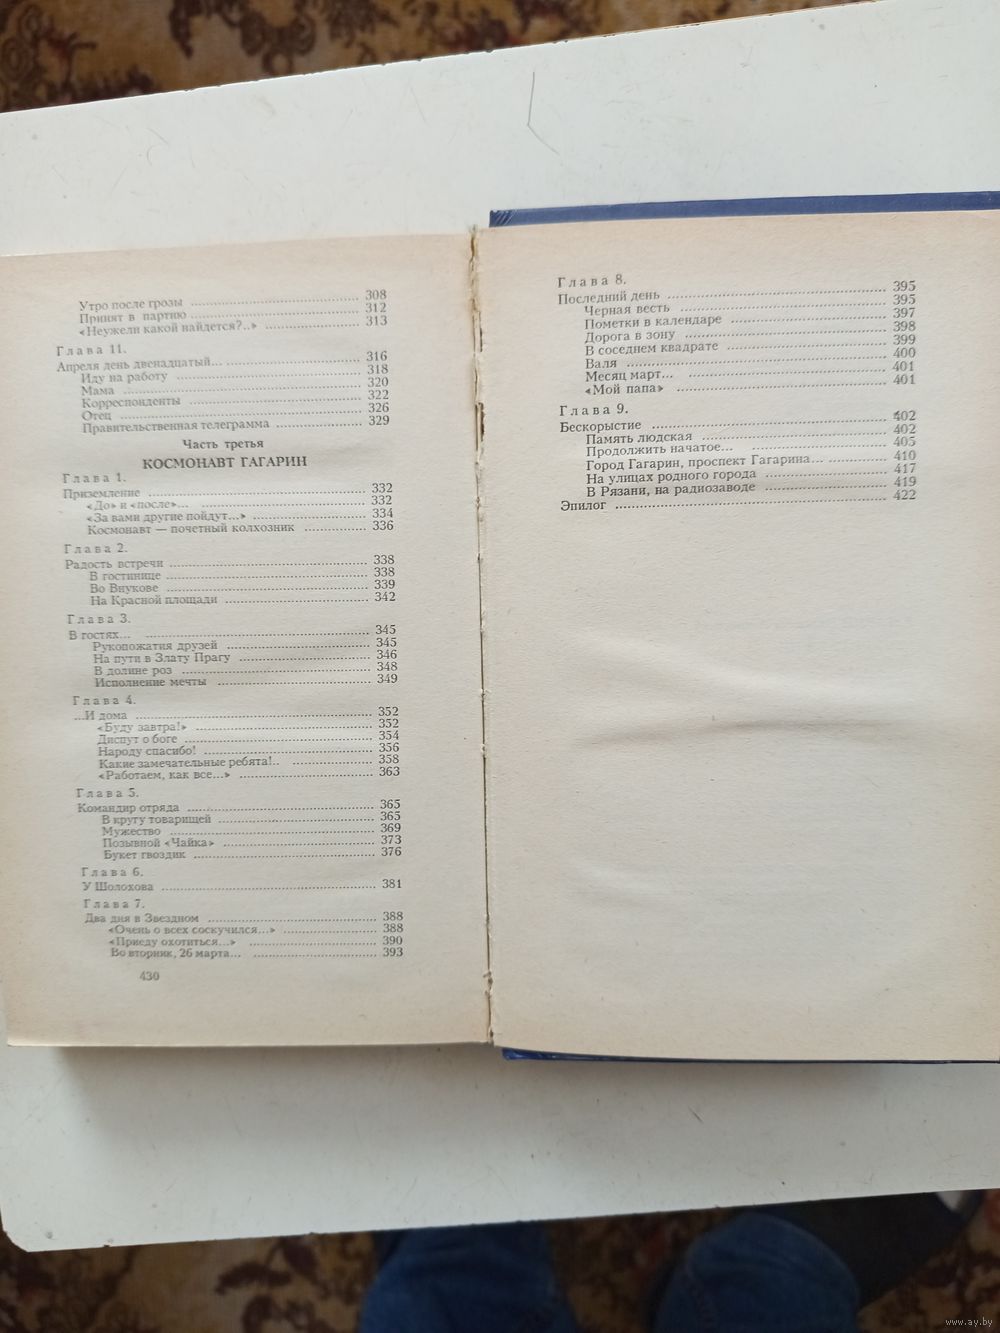 Утро после грозы ........ 308
Принят в партию ........ 312
«Неужели какой найдется?..» ........ 313
Глава 11.
Апреля день двенадцатый... ........ 316
Иду на работу ........ 318
Мама ........ 320
Корреспонденты ........ 322
Отец ........ 326
Правительственная телеграмма ........ 329
Часть третья
КОСМОНАВТ ГАГАРИН
Глава 1.
Приземление ........ 332
«До» и «после»... ........ 332
«За вами другие пойдут...» ........ 334
Космонавт — почетный колхозник ........ 336
Глава 2.
Радость встречи ........ 338
В гостинице ........ 338
Во Внукове ........ 339
На Красной площади ........ 342
Глава 3.
В гостях... ........ 345
Рукопожатия друзей ........ 345
На пути в Злату Прагу ........ 346
В долине роз ........ 348
Исполнение мечты ........ 349
Глава 4.
...И дома ........ 352
«Буду завтра!» ........ 352
Диспут о боге ........ 354
Народу спасибо! ........ 356
Какие замечательные ребята!.. ........ 358
«Работаем, как все...» ........ 363
Глава 5.
Командир отряда ........ 365
В кругу товарищей ........ 365
Мужество ........ 369
Позывной «Чайка» ........ 373
Букет гвоздик ........ 376
Глава 6.
У Шолохова ........ 381
Глава 7.
Два дня в Звездном ........ 388
«Очень о всех соскучился...» ........ 388
«Приеду охотиться...» ........ 390
Во вторник, 26 марта... ........ 393
430
Глава 8.
Последний день ........ 395
Черная весть ........ 395
Пометки в календаре ........ 397
Дорога в зону ........ 398
В соседнем квадрате ........ 399
Валя ........ 400
Месяц март... ........ 401
«Мой папа» ........ 401
Глава 9.
Бескорыстие ........ 402
Память людская ........ 402
Продолжить начатое... ........ 405
Город Гагарин, проспект Гагарина... ........ 410
На улицах родного города ........ 417
В Рязани, на радиозаводе ........ 419
Эпилог ........ 422
www.ay.by